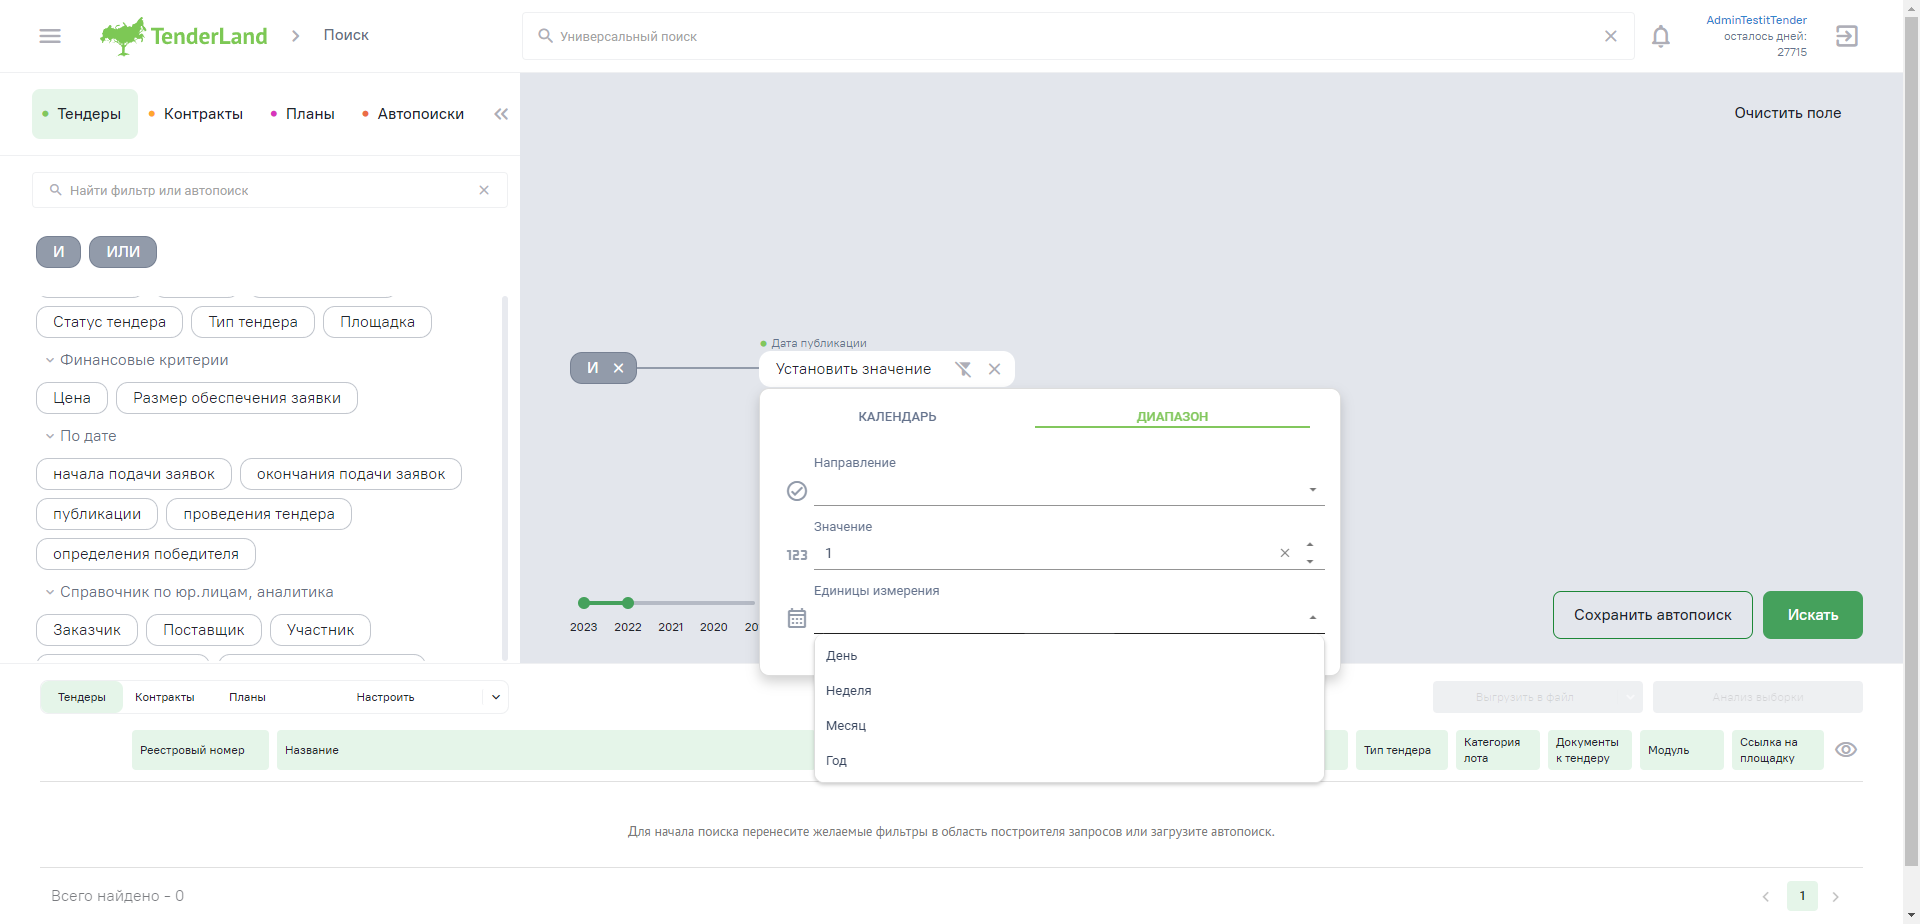 TenderLand
Поиск
Универсальный поиск
AdminTestitTender
осталось дней:
27715
Тендеры
Контракты
Планы
Автопоиски
Очистить поле
Найти фильтр или автопоиск
И
ИЛИ
Статус тендера
Тип тендера
Площадка
Финансовые критерии
Цена
Размер обеспечения заявки
По дате
начала подачи заявок
окончания подачи заявок
публикации
проведения тендера
определения победителя
Справочник по юр.лицам, аналитика
Заказчик
Поставщик
Участник
И
Дата публикации
Установить значение
КАЛЕНДАРЬ
ДИАПАЗОН
Направление
Значение
123
1
Единицы измерения
День
Неделя
Месяц
Год
2023
2022
2021
2020
Сохранить автопоиск
Искать
Тендеры
Контракты
Планы
Настроить
Выгрузить в файл
Анализ выборки
Реестровый номер
Название
Тип тендера
Категория
лота
Документы
к тендеру
Модуль
Ссылка на
площадку
Для начала поиска перенесите желаемые фильтры в область построителя запросов или загрузите автопоиск.
Всего найдено - 0
1